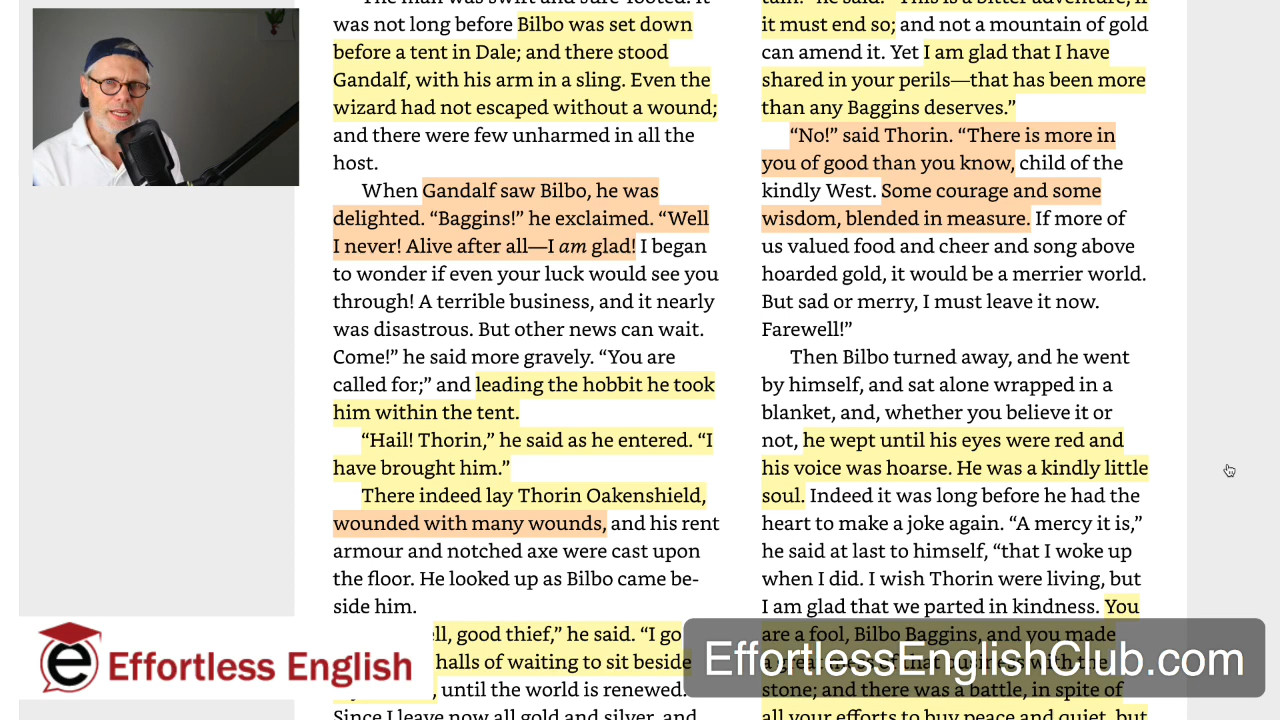 was not long before Bilbo was set down
before a tent in Dale; and there stood
Gandalf, with his arm in a sling. Even the
wizard had not escaped without a wound;
and there were few unharmed in all the
host.
When Gandalf saw Bilbo, he was
delighted. “Baggins!” he exclaimed. “Well
I never! Alive after all—I am glad! I began
to wonder if even your luck would see you
through! A terrible business, and it nearly
was disastrous. But other news can wait.
Come!” he said more gravely. “You are
called for;” and leading the hobbit he took
him within the tent.
“Hail! Thorin,” he said as he entered. “I
have brought him.”
There indeed lay Thorin Oakenshield,
wounded with many wounds, and his rent
armour and notched axe were cast upon
the floor. He looked up as Bilbo came be-
side him.
ll, good thief,” he said. “I go
halls of waiting to sit beside
until the world is renewed.
Since I leave now all gold and silver, and
it must end so; and not a mountain of gold
can amend it. Yet I am glad that I have
shared in your perils—that has been more
than any Baggins deserves.”
“No!” said Thorin. “There is more in
you of good than you know, child of the
kindly West. Some courage and some
wisdom, blended in measure. If more of
us valued food and cheer and song above
hoarded gold, it would be a merrier world.
But sad or merry, I must leave it now.
Farewell!”
Then Bilbo turned away, and he went
by himself, and sat alone wrapped in a
blanket, and, whether you believe it or
not, he wept until his eyes were red and
his voice was hoarse. He was a kindly little
soul. Indeed it was long before he had the
heart to make a joke again. “A mercy it is,”
he said at last to himself, “that I woke up
when I did. I wish Thorin were living, but
I am glad that we parted in kindness. You
are a fool, Bilbo Baggins, and you made
stone; and there was a battle, in spite of
all your efforts to buy peace and quiet, but
e Effortless English
EffortlessEnglishClub.com